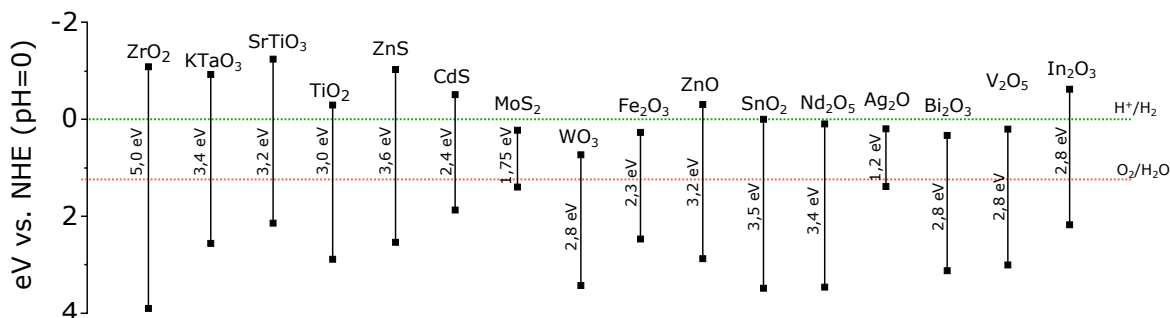 eV vs. NHE (pH=0)
-2
0
2
4
ZrO₂
5,0 eV
KTaO₃
3,4 eV
SrTiO₃
3,2 eV
TiO₂
3,0 eV
ZnS
3,6 eV
CdS
2,4 eV
MoS₂
1,75 eV
WO₃
2,8 eV
Fe₂O₃
2,3 eV
ZnO
3,2 eV
SnO₂
3,5 eV
Nd₂O₅
3,4 eV
Ag₂O
1,2 eV
Bi₂O₃
2,8 eV
V₂O₅
2,8 eV
In₂O₃
2,8 eV
H⁺/H₂
O₂/H₂O